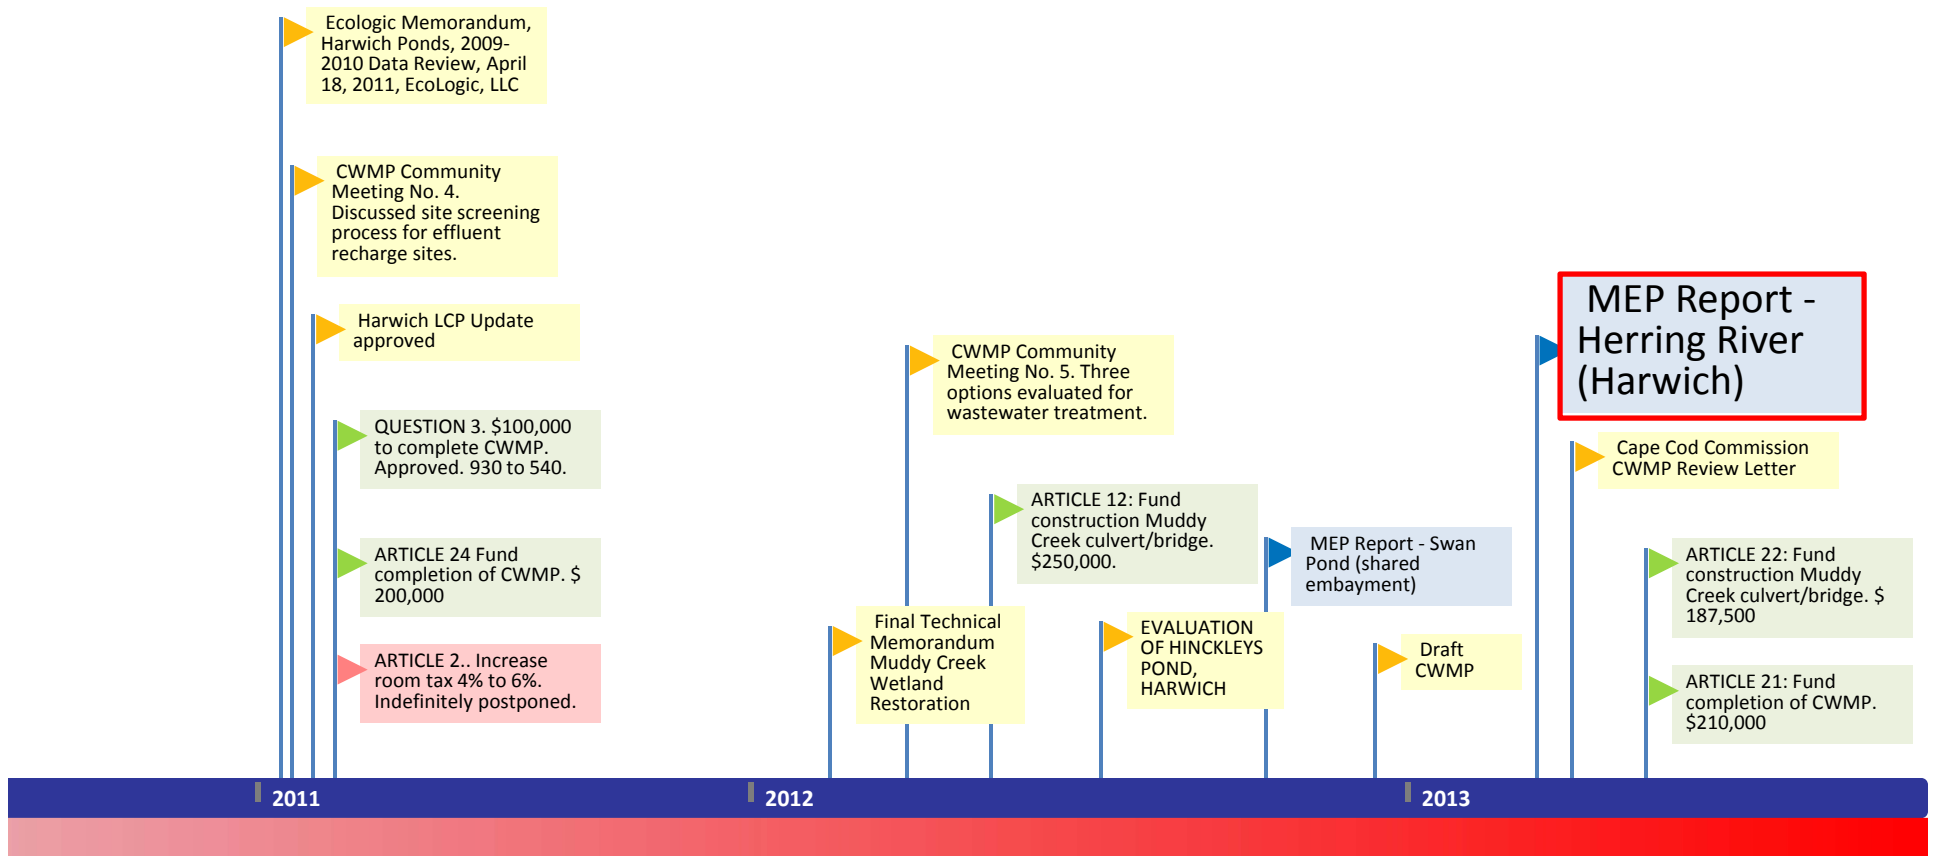 Ecologic Memorandum,
Harwich Ponds, 2009-
2010 Data Review, April
18, 2011, EcoLogic, LLC
CWMP Community
Meeting No. 4.
Discussed site screening
process for effluent
recharge sites.
Harwich LCP Update
approved
QUESTION 3. $100,000
to complete CWMP.
Approved. 930 to 540.
ARTICLE 24 Fund
completion of CWMP. $
200,000
ARTICLE 2.. Increase
room tax 4% to 6%.
Indefinitely postponed.
Final Technical
Memorandum
Muddy Creek
Wetland
Restoration
CWMP Community
Meeting No. 5. Three
options evaluated for
wastewater treatment.
ARTICLE 12: Fund
construction Muddy
Creek culvert/bridge.
$250,000.
EVALUATION
OF HINCKLEYS
POND,
HARWICH
MEP Report - Swan
Pond (shared
embayment)
Draft
CWMP
MEP Report -
Herring River
(Harwich)
Cape Cod Commission
CWMP Review Letter
ARTICLE 22: Fund
construction Muddy
Creek culvert/bridge. $
187,500
ARTICLE 21: Fund
completion of CWMP.
$210,000
2011
2012
2013